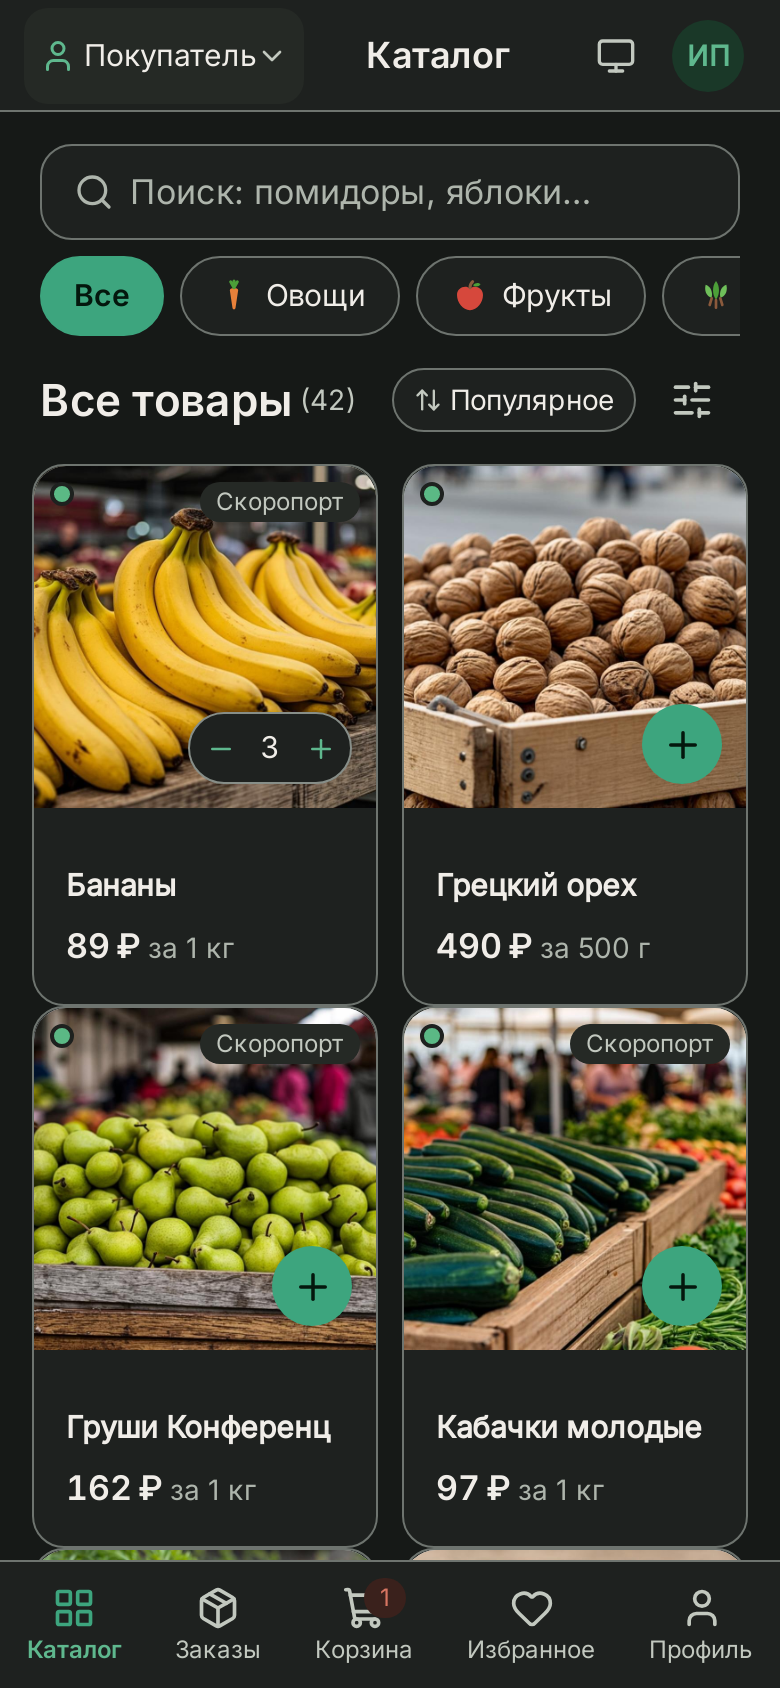 Покупатель
Каталог
ИП
Поиск: помидоры, яблоки...
Все
Овощи
Фрукты
Все товары (42)
Популярное
Скоропорт
3
Бананы
89 ₽ за 1 кг
Грецкий орех
490 ₽ за 500 г
Скоропорт
Скоропорт
Груши Конференц
162 ₽ за 1 кг
Кабачки молодые
97 ₽ за 1 кг
1
Каталог
Заказы
Корзина
Избранное
Профиль